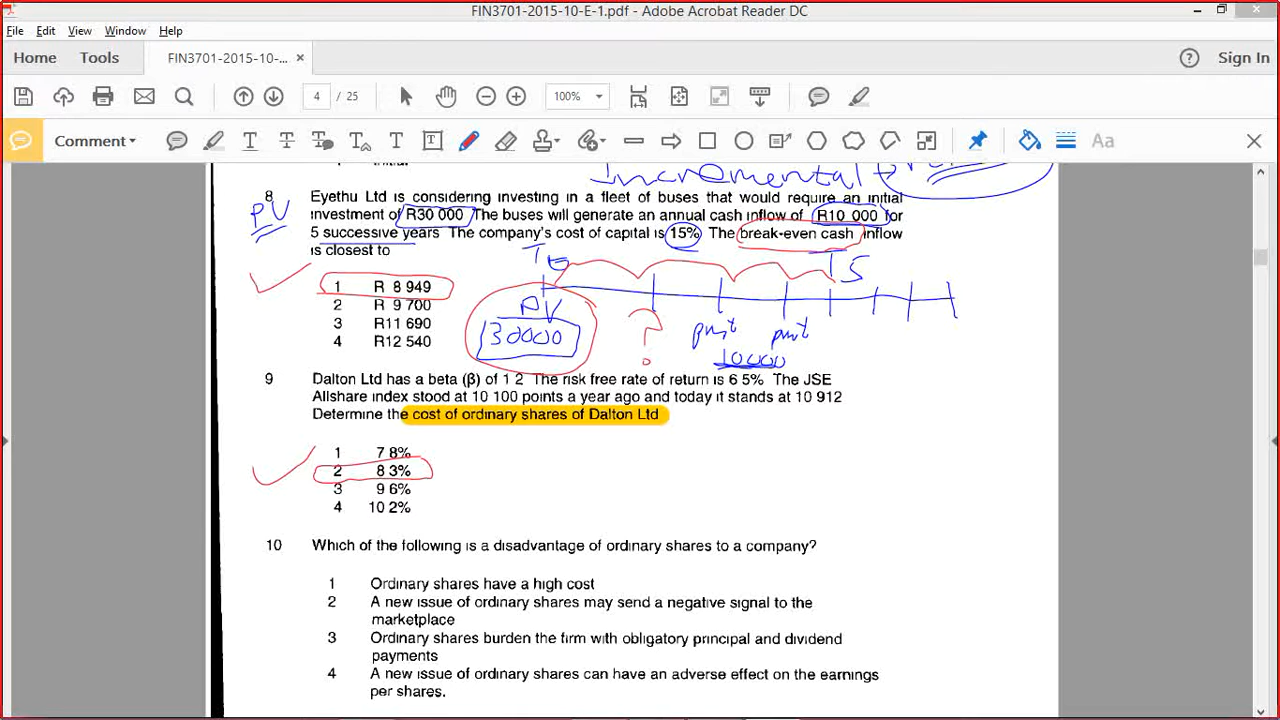 FIN3701-2015-10-E-1.pdf - Adobe Acrobat Reader DC
File Edit View Window Help
Home Tools FIN3701-2015-10-... × Sign In
4 / 25 100%
Comment Aa
Initial
Incremental
8 Eyethu Ltd is considering investing in a fleet of buses that would require an initial
PV investment of R30 000 The buses will generate an annual cash inflow of R10 000 for
5 successive years The company's cost of capital is 15% The break-even cash inflow
is closest to
T0 T5
1 R 8 949
2 R 9 700
3 R11 690
4 R12 540
PV
30000 ? pmt pmt
10000
9 Dalton Ltd has a beta (β) of 1 2 The risk free rate of return is 6 5% The JSE
Allshare index stood at 10 100 points a year ago and today it stands at 10 912
Determine the cost of ordinary shares of Dalton Ltd
1 7 8%
2 8 3%
3 9 6%
4 10 2%
10 Which of the following is a disadvantage of ordinary shares to a company?
1 Ordinary shares have a high cost
2 A new issue of ordinary shares may send a negative signal to the
marketplace
3 Ordinary shares burden the firm with obligatory principal and dividend
payments
4 A new issue of ordinary shares can have an adverse effect on the earnings
per shares.